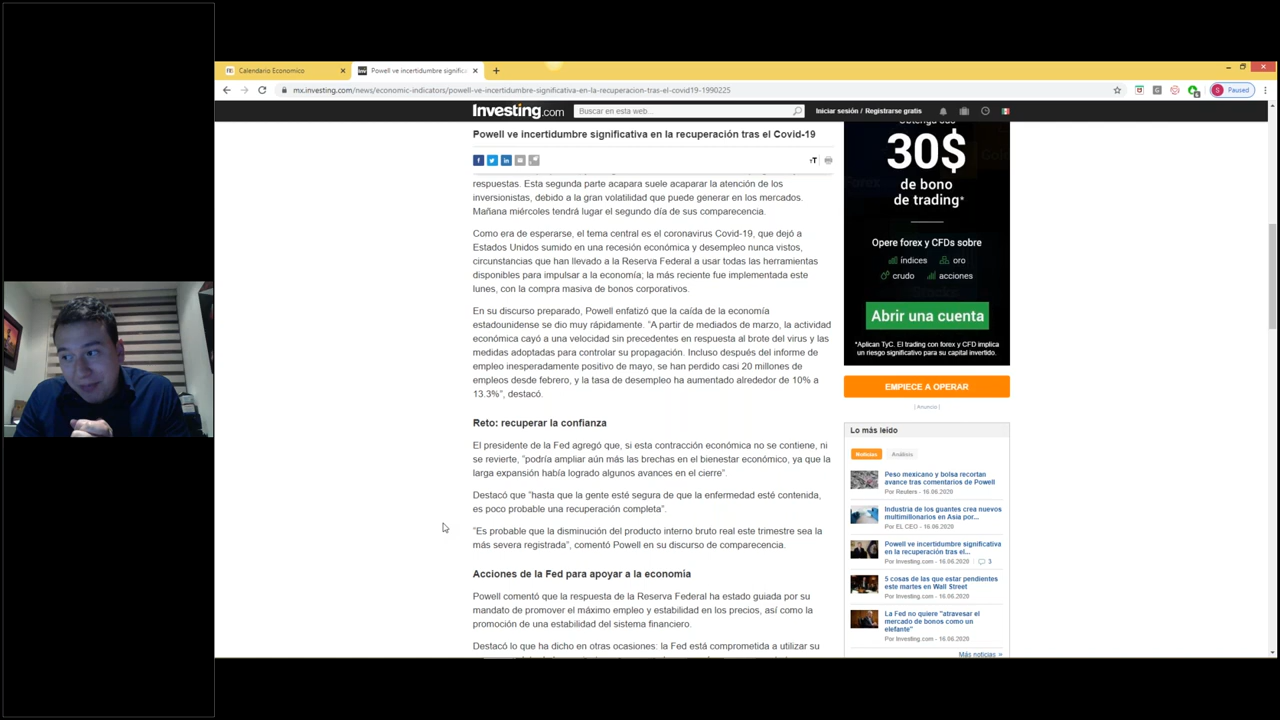 Calendario Economico
Powell ve incertidumbre significa
Paused
mx.investing.com/news/economic-indicators/powell-ve-incertidumbre-significativa-en-la-recuperacion-tras-el-covid19-1990225
Investing.com
Buscar en esta web...
Iniciar sesión / Registrarse gratis
Powell ve incertidumbre significativa en la recuperación tras el Covid-19
respuestas. Esta segunda parte acapara suele acaparar la atención de los
inversionistas, debido a la gran volatilidad que puede generar en los mercados.
Mañana miércoles tendrá lugar el segundo día de sus comparecencia.
Como era de esperarse, el tema central es el coronavirus Covid-19, que dejó a
Estados Unidos sumido en una recesión económica y desempleo nunca vistos,
circunstancias que han llevado a la Reserva Federal a usar todas las herramientas
disponibles para impulsar a la economía; la más reciente fue implementada este
lunes, con la compra masiva de bonos corporativos.
En su discurso preparado, Powell enfatizó que la caída de la economía
estadounidense se dio muy rápidamente. “A partir de mediados de marzo, la actividad
económica cayó a una velocidad sin precedentes en respuesta al brote del virus y las
medidas adoptadas para controlar su propagación. Incluso después del informe de
empleo inesperadamente positivo de mayo, se han perdido casi 20 millones de
empleos desde febrero, y la tasa de desempleo ha aumentado alrededor de 10% a
13.3%”, destacó.
Reto: recuperar la confianza
El presidente de la Fed agregó que, si esta contracción económica no se contiene, ni
se revierte, “podría ampliar aún más las brechas en el bienestar económico, ya que la
larga expansión había logrado algunos avances en el cierre”.
Destacó que “hasta que la gente esté segura de que la enfermedad esté contenida,
es poco probable una recuperación completa”.
“Es probable que la disminución del producto interno bruto real este trimestre sea la
más severa registrada”, comentó Powell en su discurso de comparecencia.
Acciones de la Fed para apoyar a la economía
Powell comentó que la respuesta de la Reserva Federal ha estado guiada por su
mandato de promover el máximo empleo y estabilidad en los precios, así como la
promoción de una estabilidad del sistema financiero.
Destacó lo que ha dicho en otras ocasiones: la Fed está comprometida a utilizar su
30$
de bono
de trading*
Opere forex y CFDs sobre
índices
oro
crudo
acciones
Abrir una cuenta
*Aplican TyC. El trading con forex y CFD implica
un riesgo significativo para su capital invertido.
EMPIECE A OPERAR
| Anuncio |
Lo más leído
Noticias
Análisis
Peso mexicano y bolsa recortan
avance tras comentarios de Powell
Por Reuters - 16.06.2020
Industria de los guantes crea nuevos
multimillonarios en Asia por...
Por EL CEO - 16.06.2020
Powell ve incertidumbre significativa
en la recuperación tras el...
Por Investing.com - 16.06.2020 | 3
5 cosas de las que estar pendientes
este martes en Wall Street
Por Investing.com - 16.06.2020
La Fed no quiere "atravesar el
mercado de bonos como un
elefante"
Por Investing.com - 16.06.2020
Más noticias »